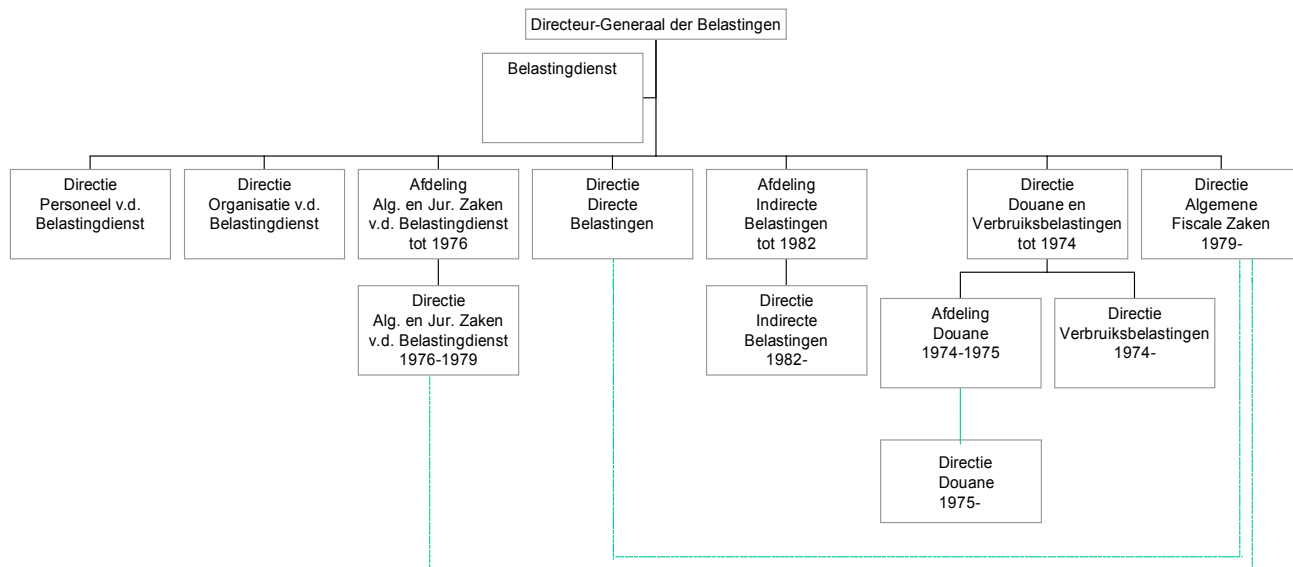 Directeur-Generaal der Belastingen
Belastingdienst
Directie
Personeel v.d.
Belastingdienst
Directie
Organisatie v.d.
Belastingdienst
Afdeling
Alg. en Jur. Zaken
v.d. Belastingdienst
tot 1976
Directie
Directe
Belastingen
Afdeling
Indirecte
Belastingen
tot 1982
Directie
Douane en
Verbruiksbelastingen
tot 1974
Directie
Algemene
Fiscale Zaken
1979-
Directie
Alg. en Jur. Zaken
v.d. Belastingdienst
1976-1979
Directie
Indirecte
Belastingen
1982-
Afdeling
Douane
1974-1975
Directie
Verbruiksbelastingen
1974-
Directie
Douane
1975-